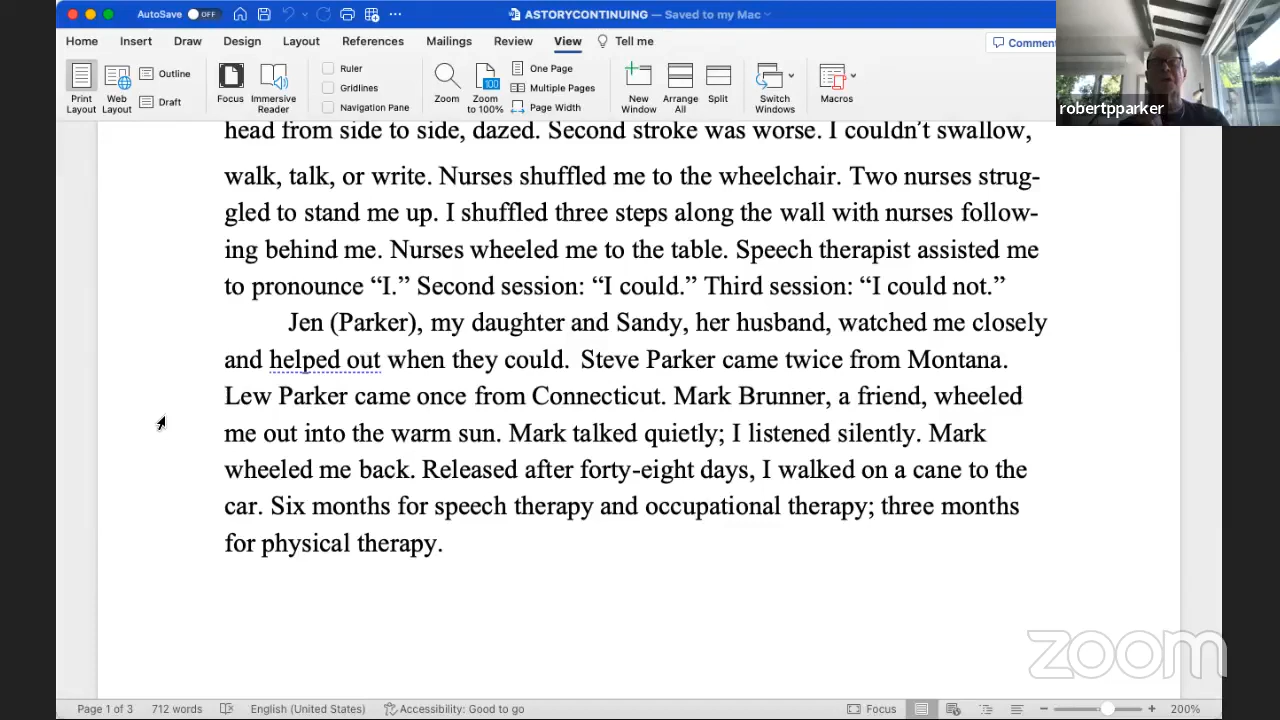 AutoSave OFF
ASTORYCONTINUING — Saved to my Mac
Home Insert Draw Design Layout References Mailings Review View Tell me
Print Layout
Web Layout
Outline
Draft
Focus
Immersive Reader
Ruler
Gridlines
Navigation Pane
Zoom
100
Zoom to 100%
One Page
Multiple Pages
Page Width
New Window
Arrange All
Split
Switch Windows
Macros
robertpparker
head from side to side, dazed. Second stroke was worse. I couldn't swallow,
walk, talk, or write. Nurses shuffled me to the wheelchair. Two nurses strug-
gled to stand me up. I shuffled three steps along the wall with nurses follow-
ing behind me. Nurses wheeled me to the table. Speech therapist assisted me
to pronounce “I.” Second session: “I could.” Third session: “I could not.”
Jen (Parker), my daughter and Sandy, her husband, watched me closely
and helped out when they could. Steve Parker came twice from Montana.
Lew Parker came once from Connecticut. Mark Brunner, a friend, wheeled
me out into the warm sun. Mark talked quietly; I listened silently. Mark
wheeled me back. Released after forty-eight days, I walked on a cane to the
car. Six months for speech therapy and occupational therapy; three months
for physical therapy.
zoom
Page 1 of 3 712 words English (United States) Accessibility: Good to go Focus 200%